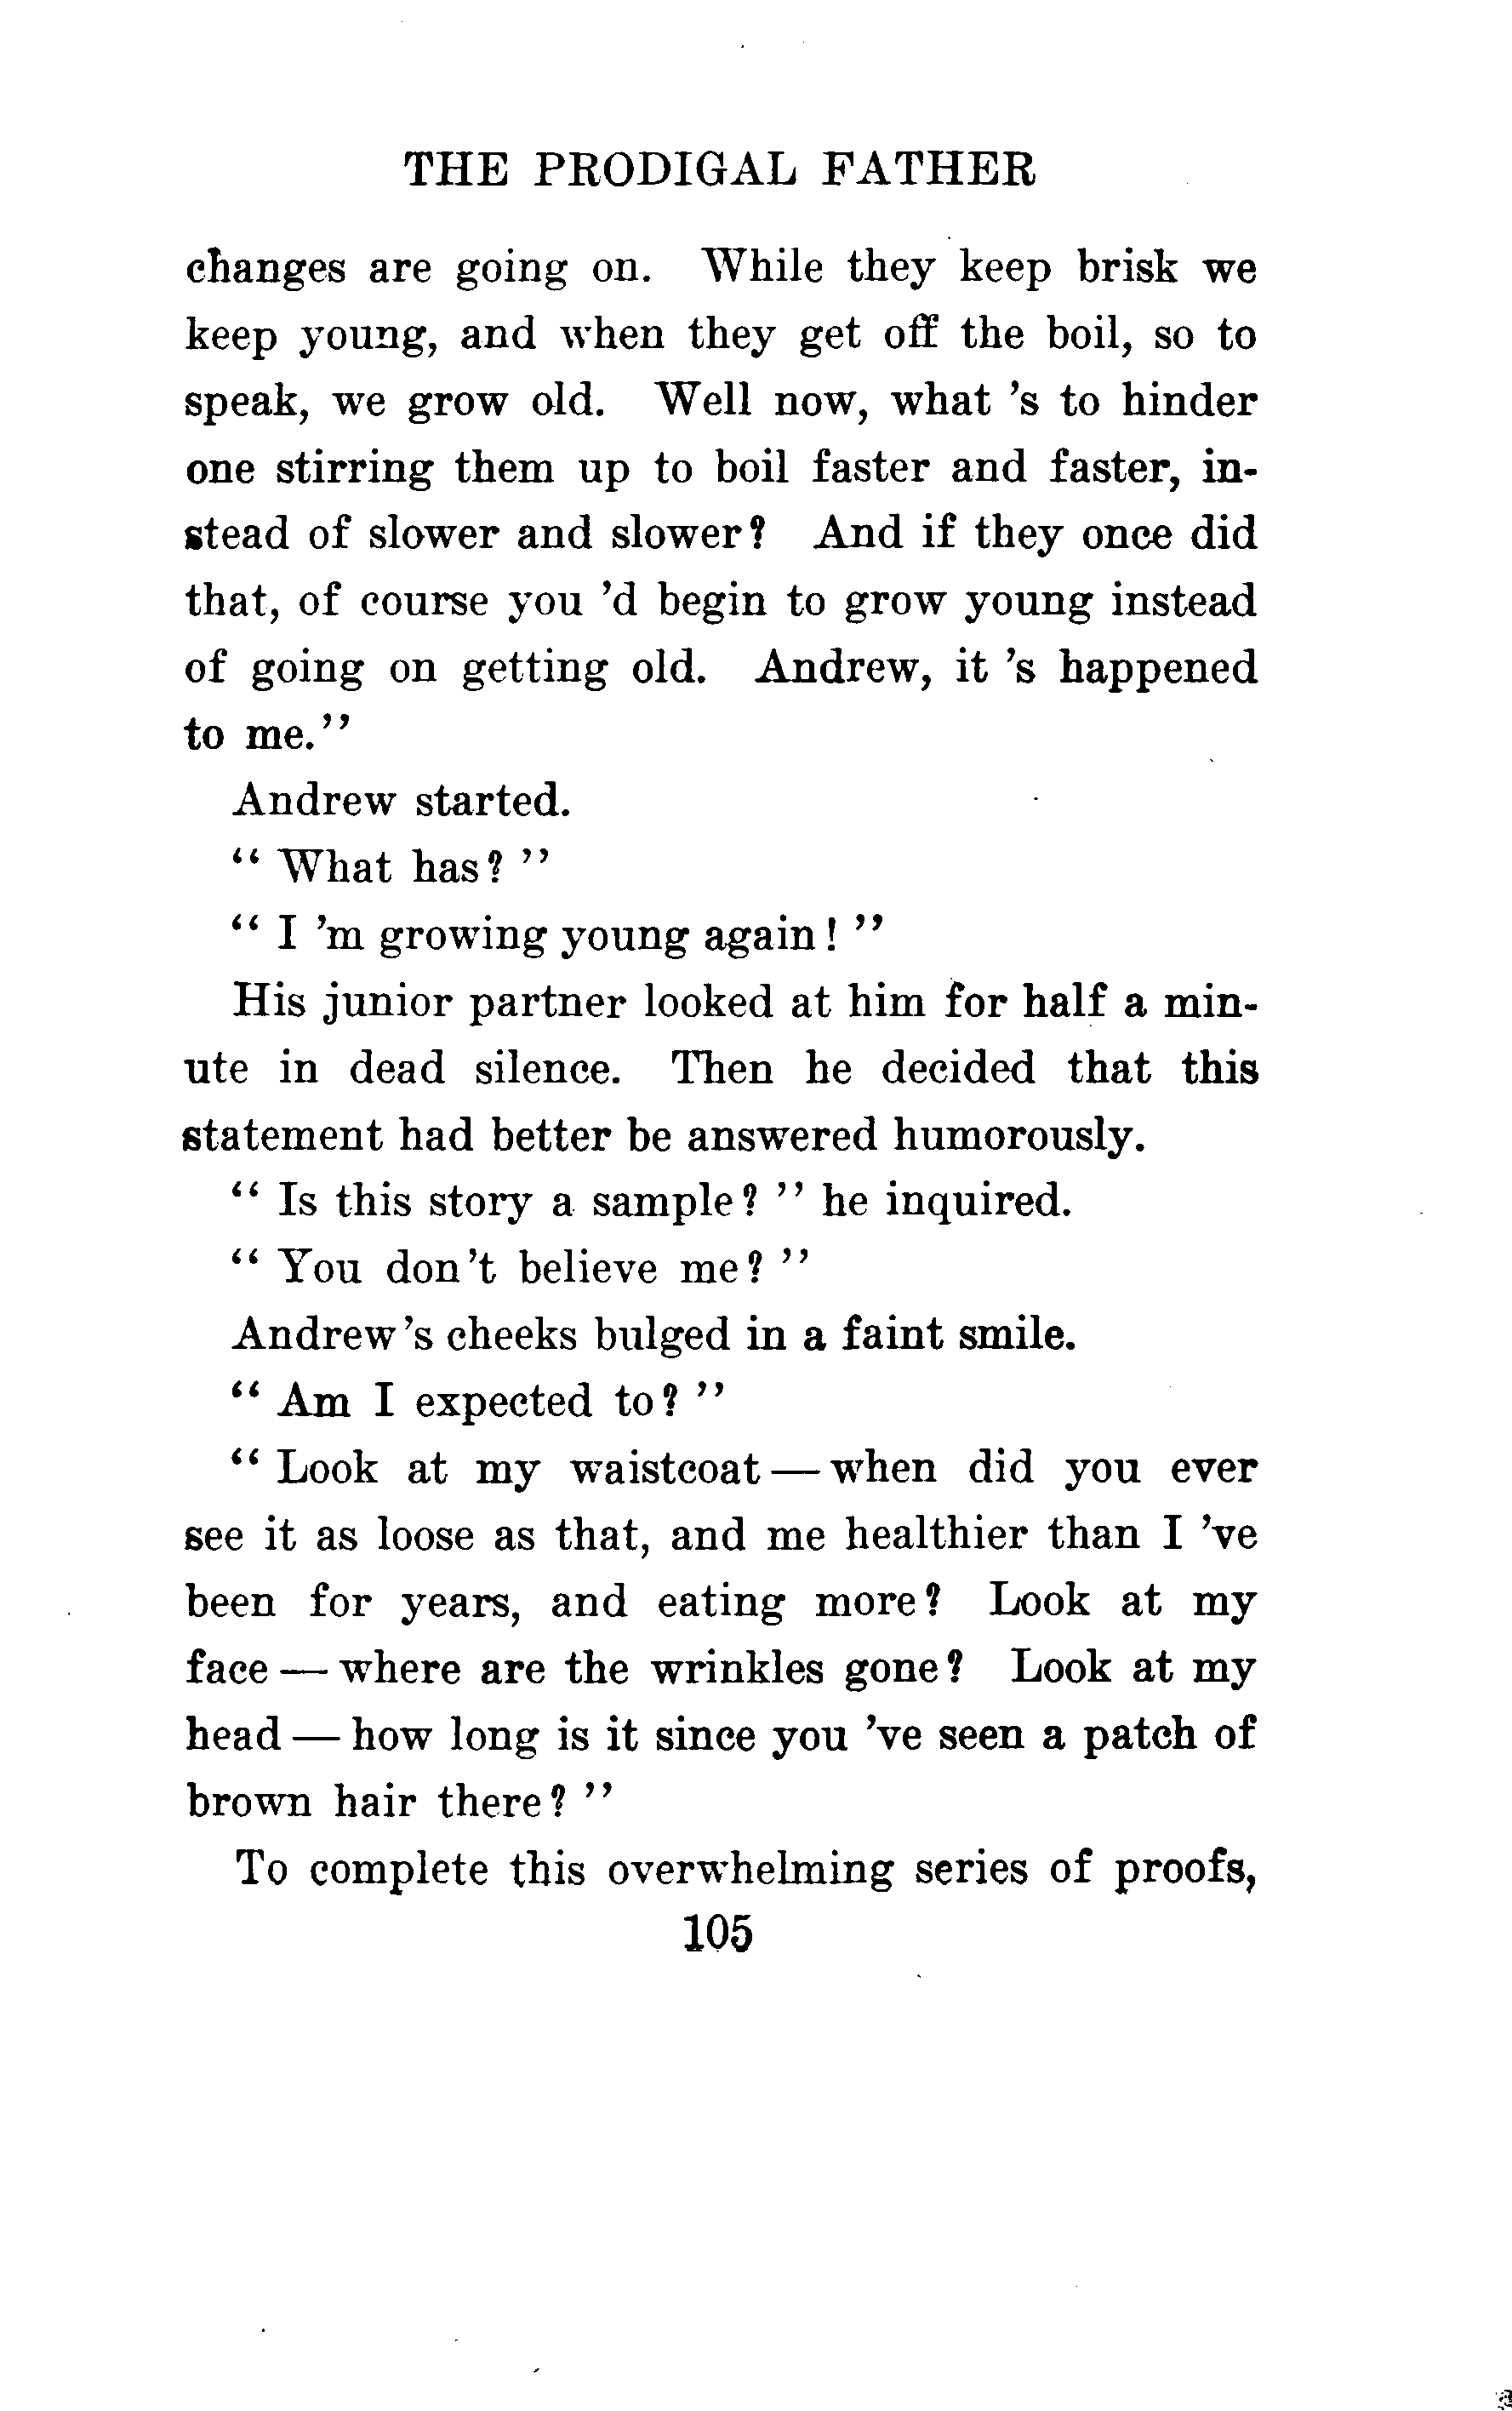 THE PRODIGAL FATHER
changes are going on. While they keep brisk we
keep young, and when they get off the boil, so to
speak, we grow old. Well now, what 's to hinder
one stirring them up to boil faster and faster, in-
stead of slower and slower? And if they once did
that, of course you 'd begin to grow young instead
of going on getting old. Andrew, it 's happened
to me."
Andrew started.
" What has? "
" I 'm growing young again! "
His junior partner looked at him for half a min-
ute in dead silence. Then he decided that this
statement had better be answered humorously.
" Is this story a sample? " he inquired.
" You don't believe me? "
Andrew's cheeks bulged in a faint smile.
" Am I expected to? "
" Look at my waistcoat — when did you ever
see it as loose as that, and me healthier than I 've
been for years, and eating more? Look at my
face — where are the wrinkles gone? Look at my
head — how long is it since you 've seen a patch of
brown hair there? "
To complete this overwhelming series of proofs,
105